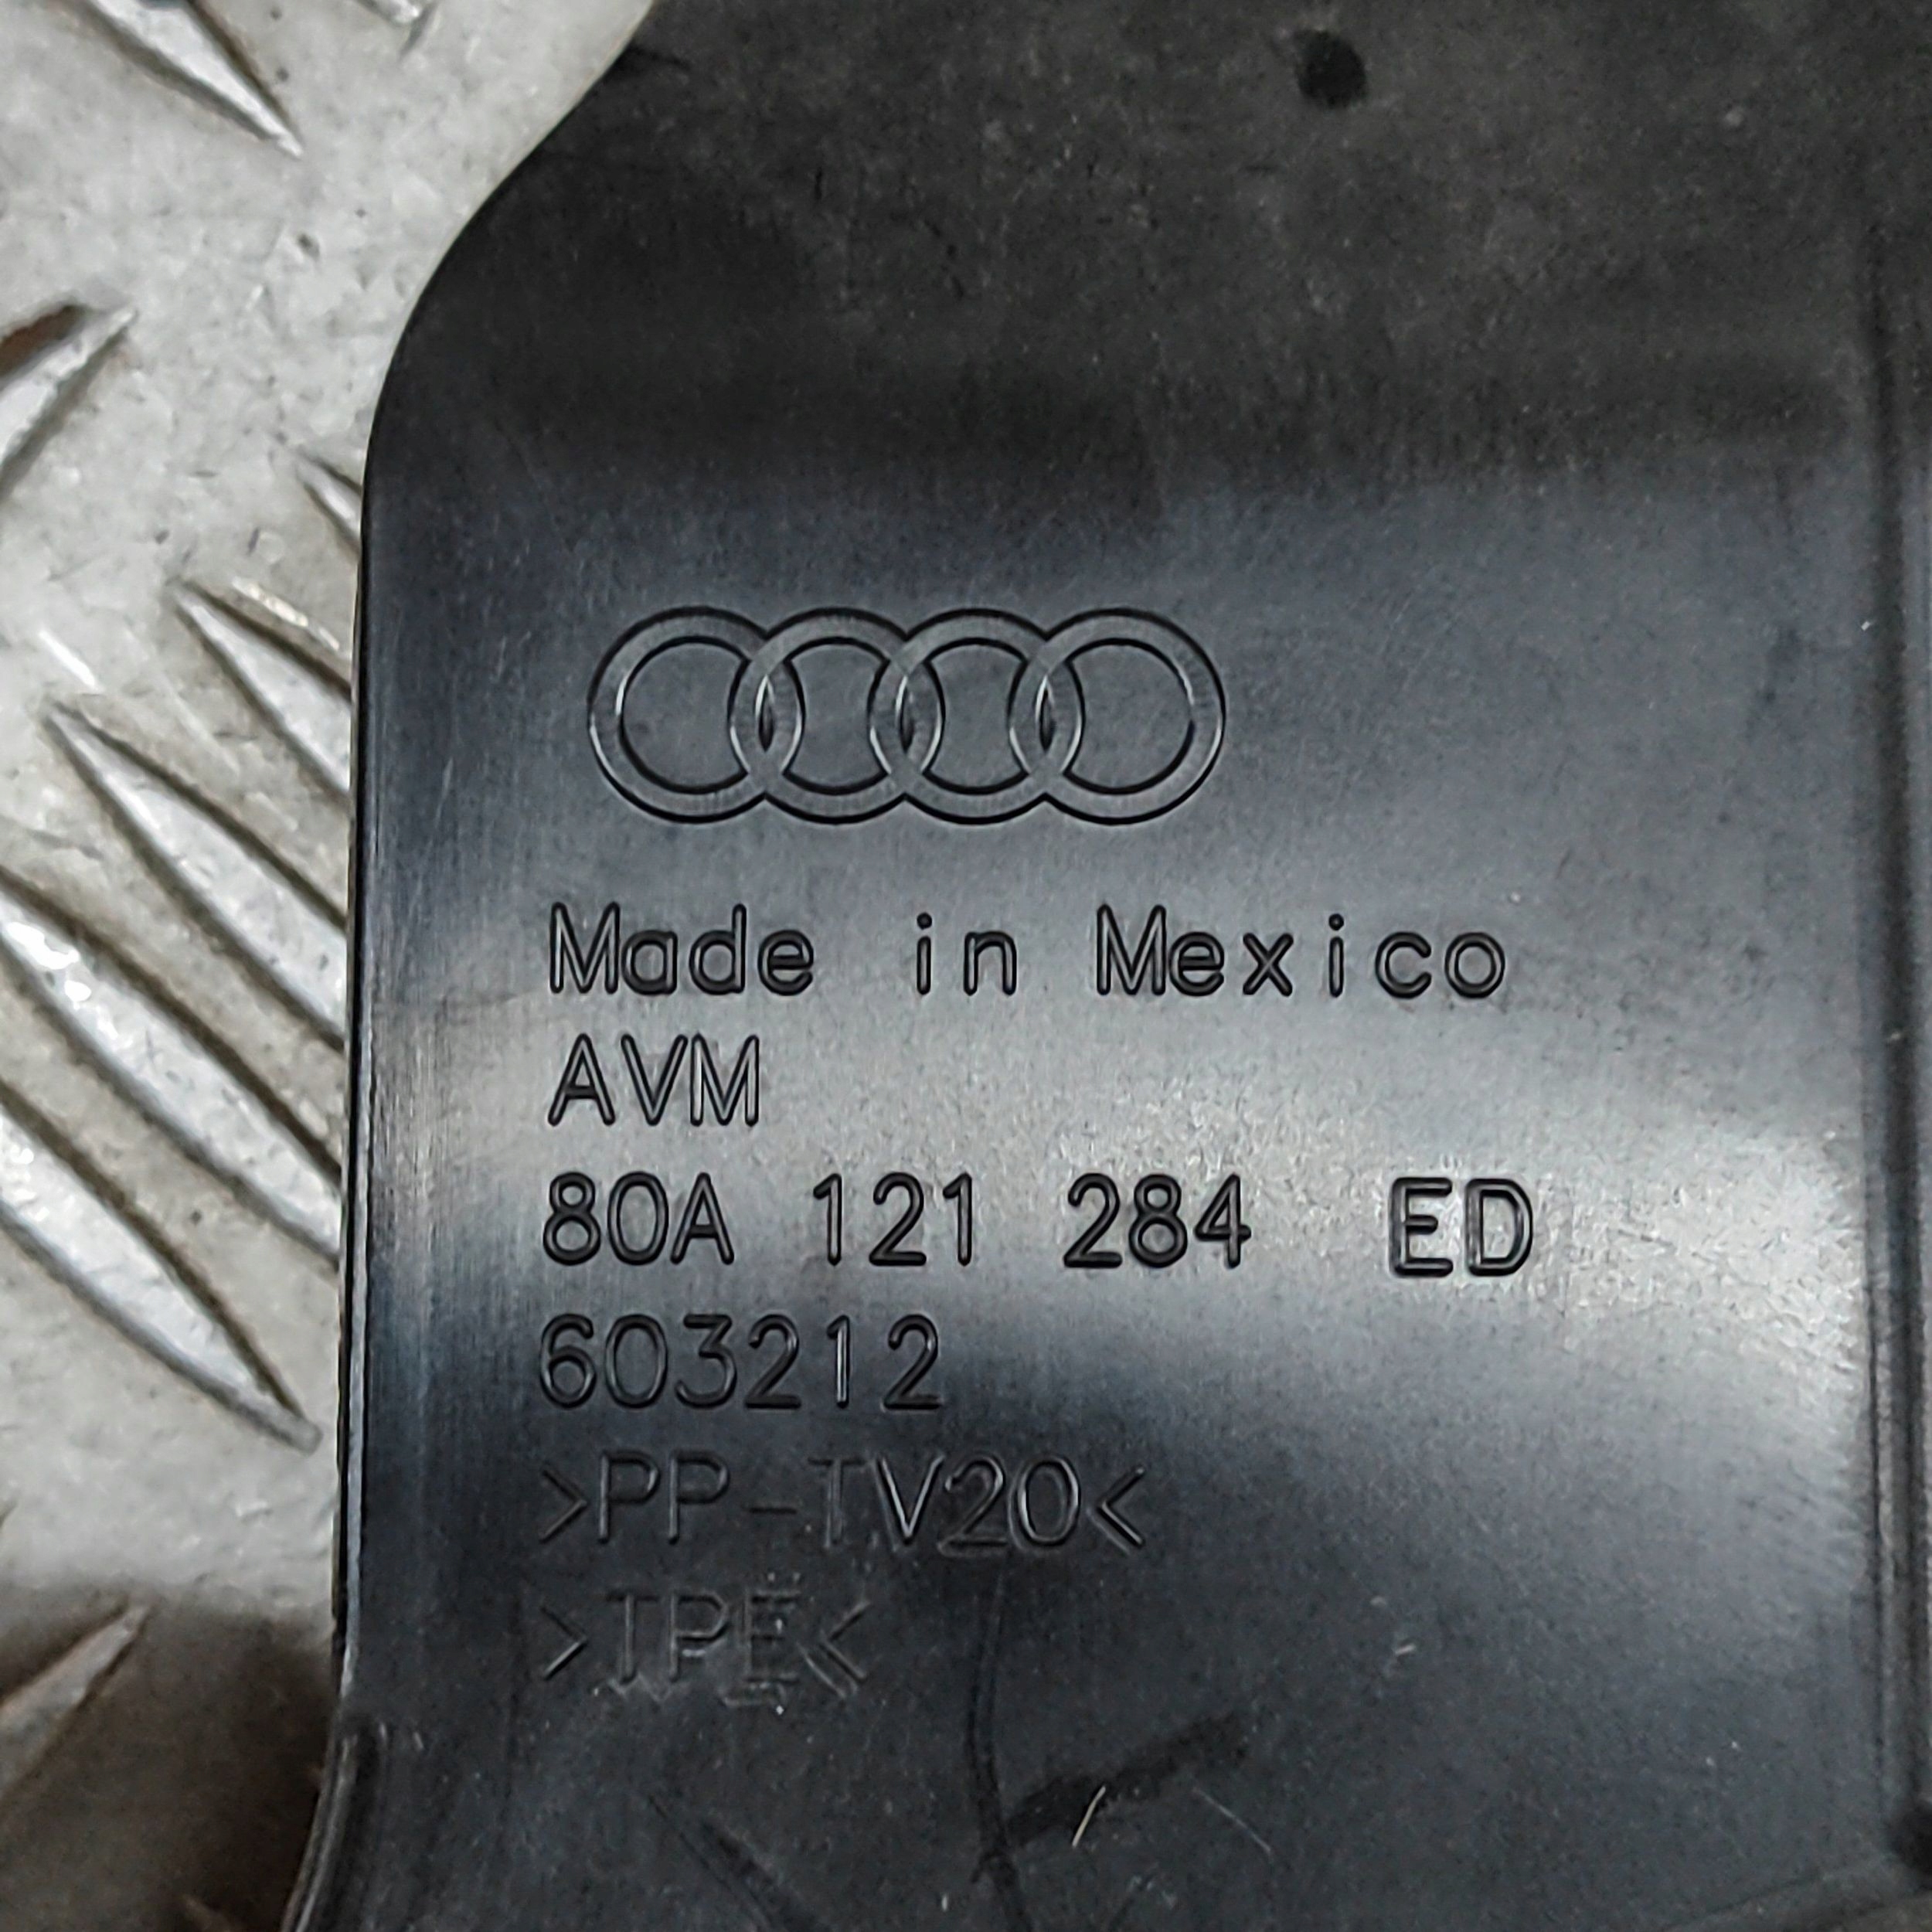 Made in Mexico
AVM
80A 121 284 ED
603212
>PP-TV20<
>TPE<